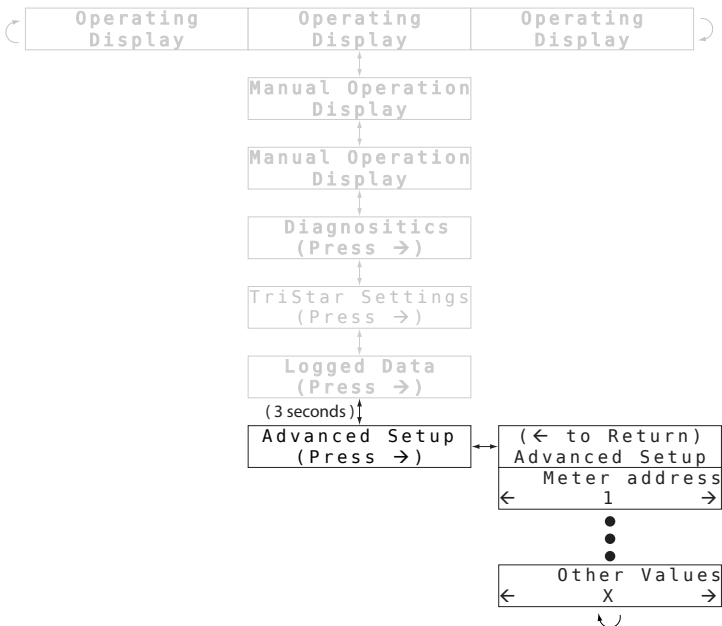 Operating Operating Operating
Display Display Display
Manual Operation
Display
Manual Operation
Display
Diagnositics
(Press →)
TriStar Settings
(Press →)
Logged Data
(Press →)
(3 seconds)
Advanced Setup
(Press →)
(← to Return)
Advanced Setup
Meter address
← 1 →
Other Values
← X →